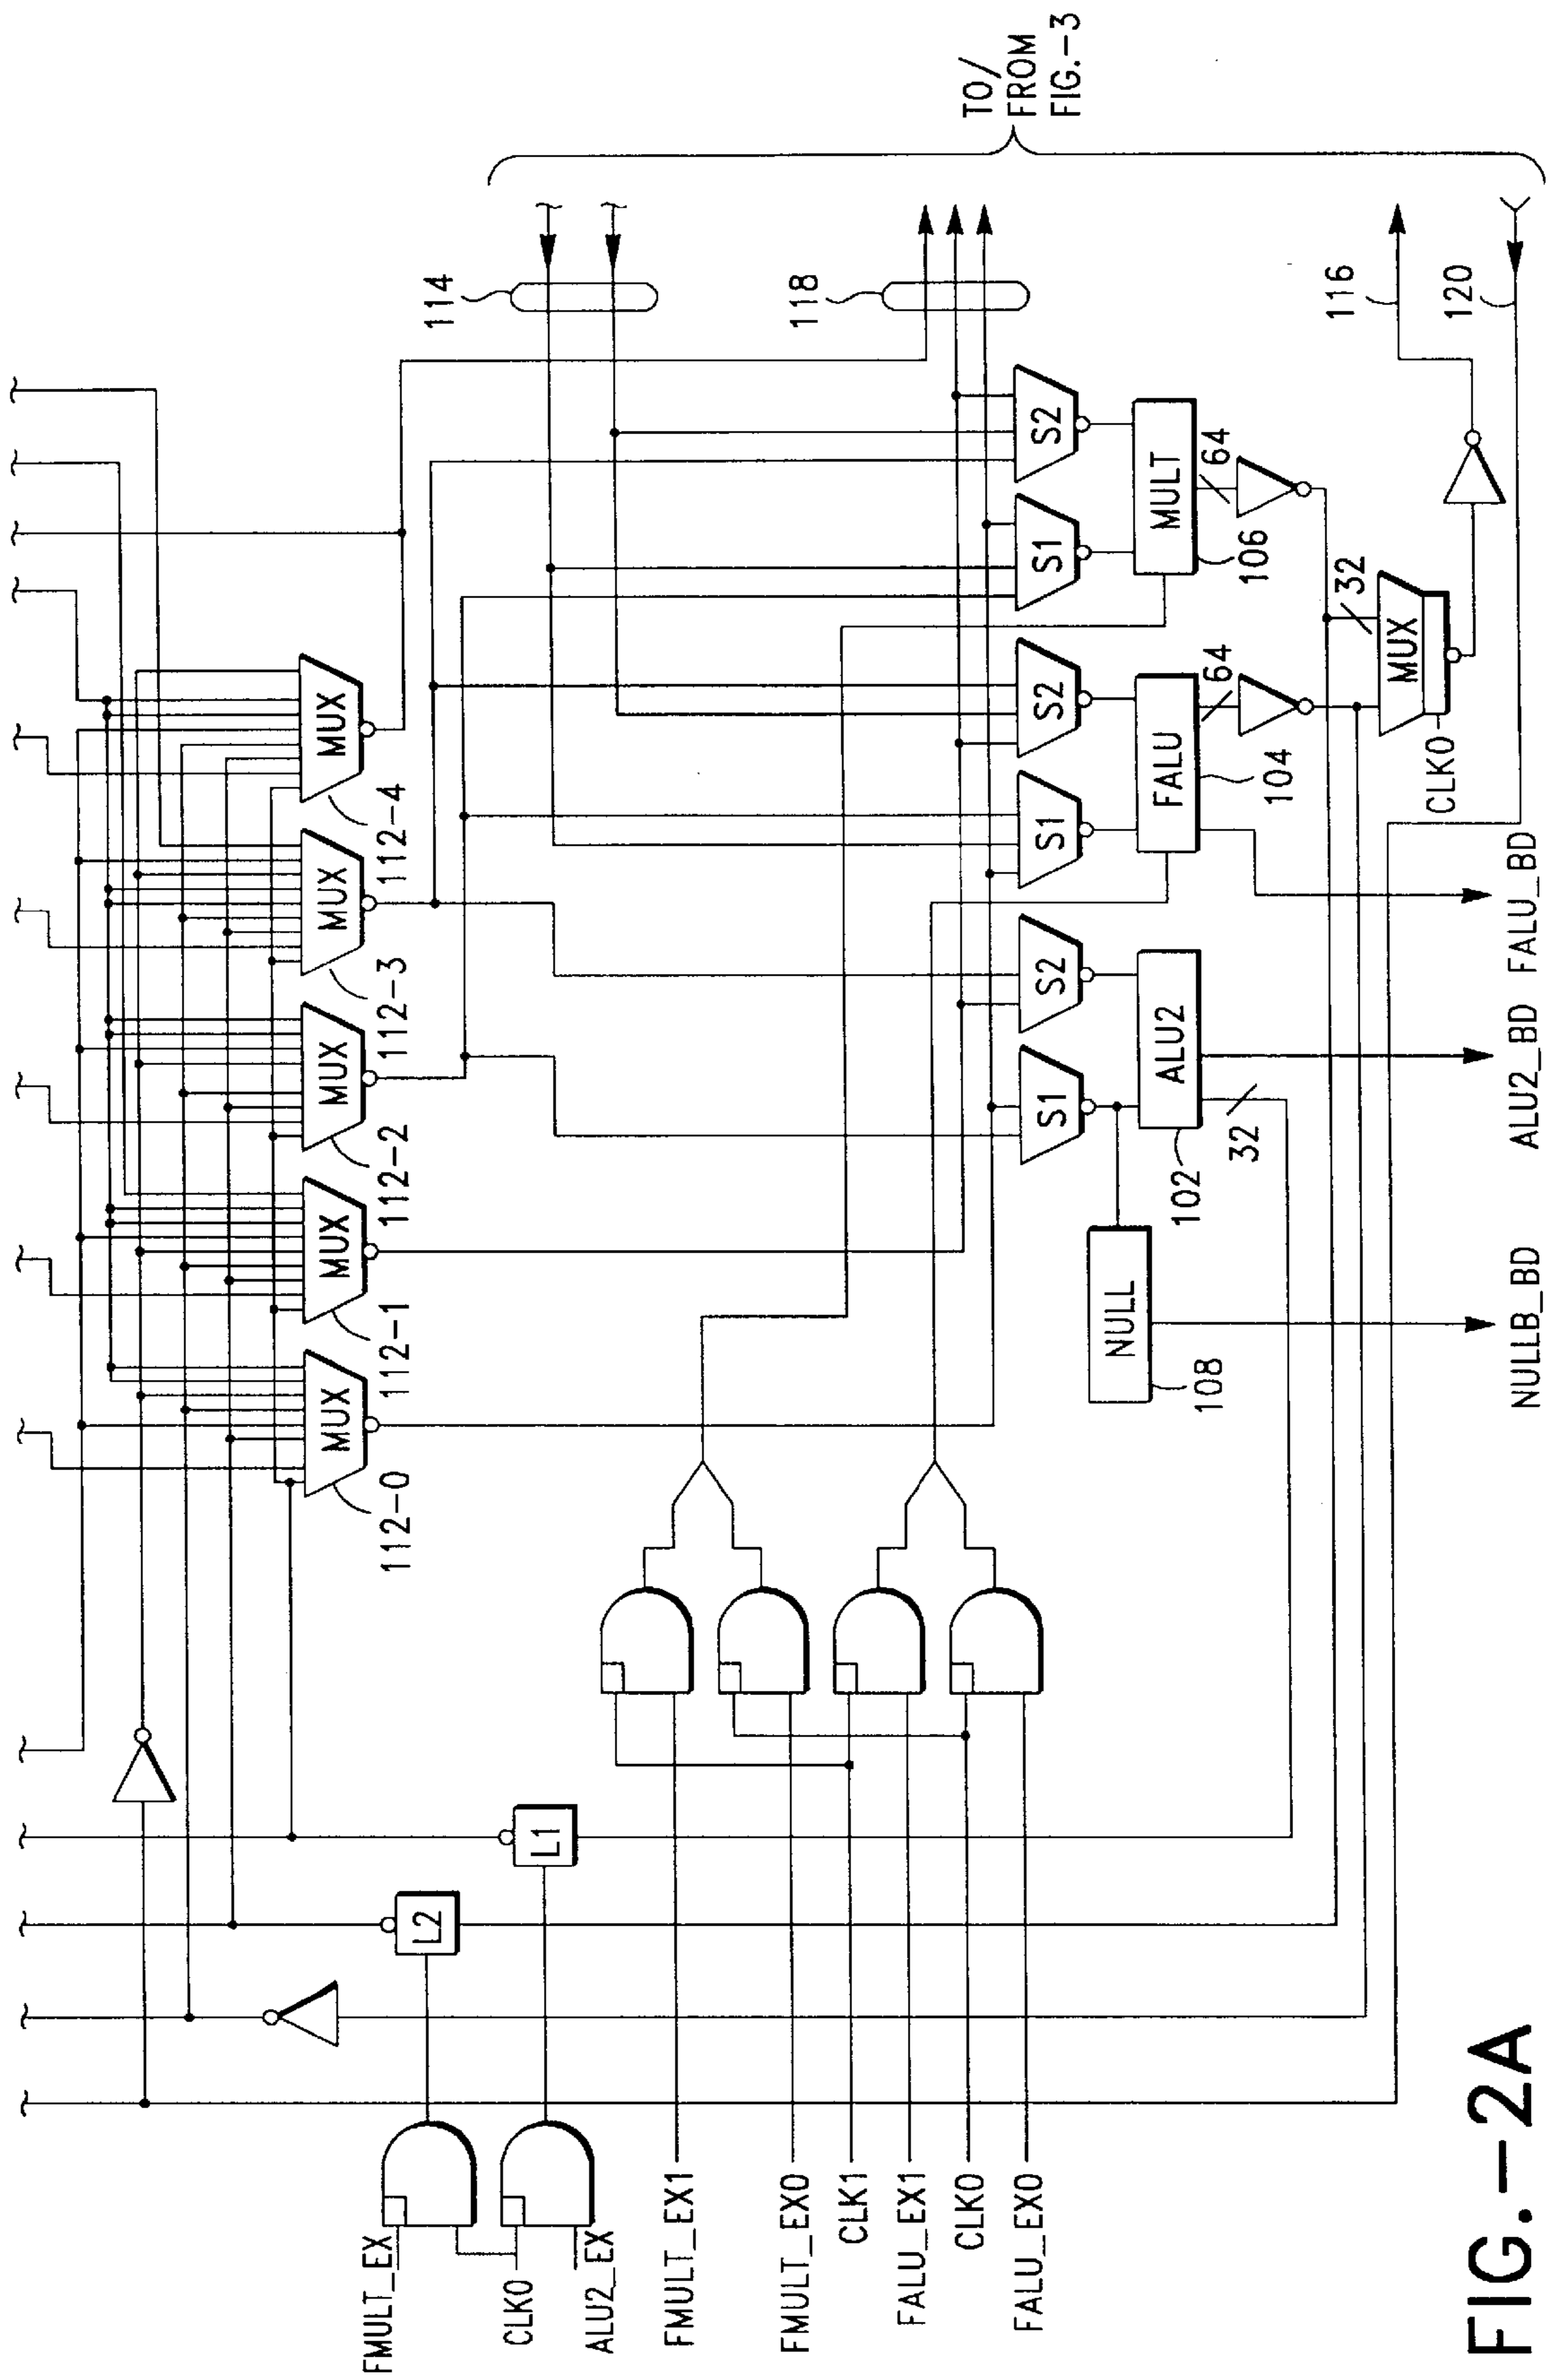 TO/
FROM
FIG.-3
114
118
116
120
MUX
112-4
MUX
112-3
MUX
112-2
MUX
112-1
MUX
112-0
S2
S1
MULT
64
106
S2
S1
FALU
64
104
32
MUX
CLK0
S2
S1
ALU2
102
32
NULL
108
FALU_BD
ALU2_BD
NULLB_BD
L1
L2
FMULT_EX
CLK0
ALU2_EX
FMULT_EX1
FMULT_EX0
CLK1
FALU_EX1
CLK0
FALU_EX0
FIG.-2A